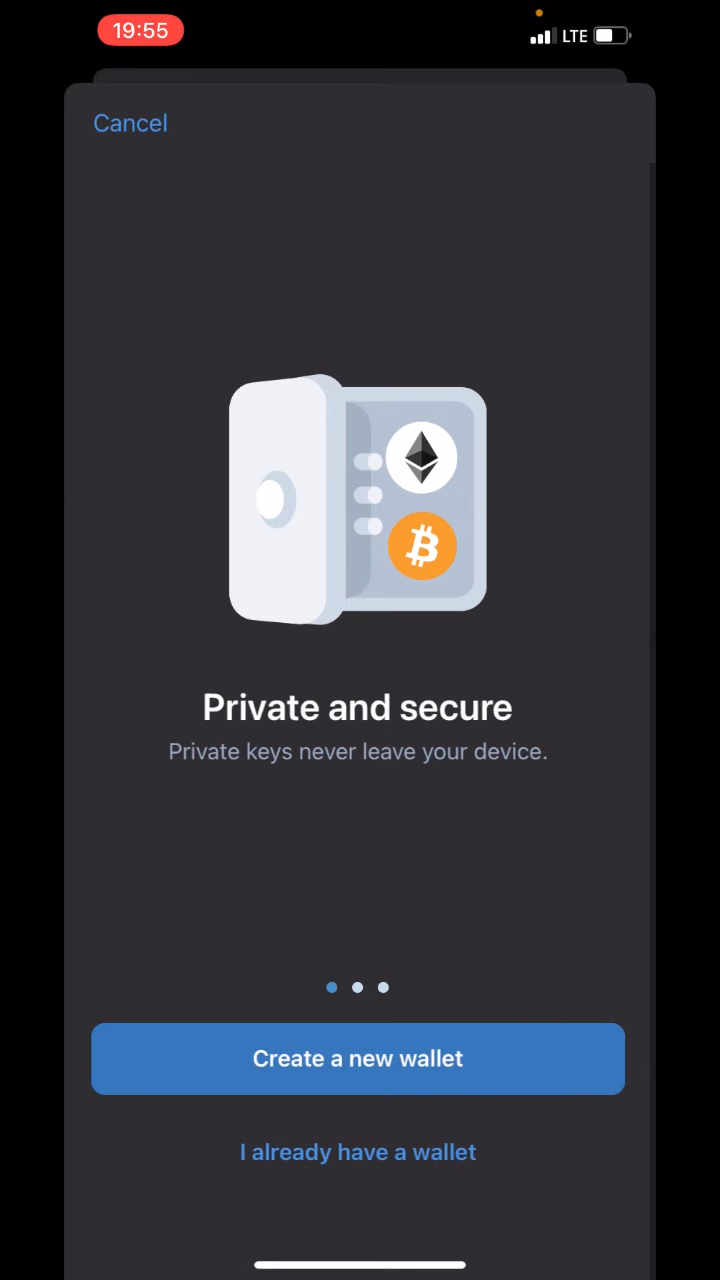 19:55
LTE
Cancel
Private and secure
Private keys never leave your device.
Create a new wallet
I already have a wallet